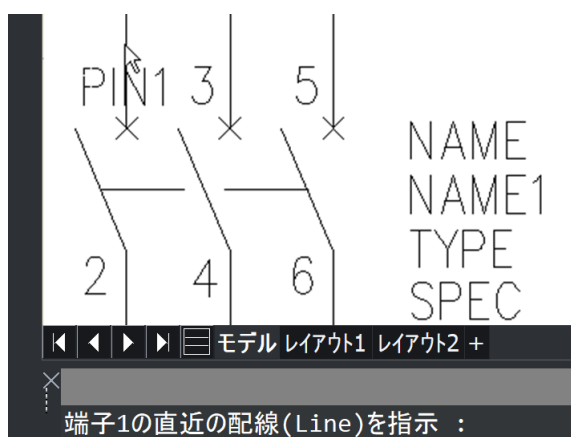 PIN1 3 5
NAME
NAME1
2 4 6 TYPE
SPEC
モデル レイアウト1 レイアウト2 +
端子1の直近の配線(Line)を指示 :